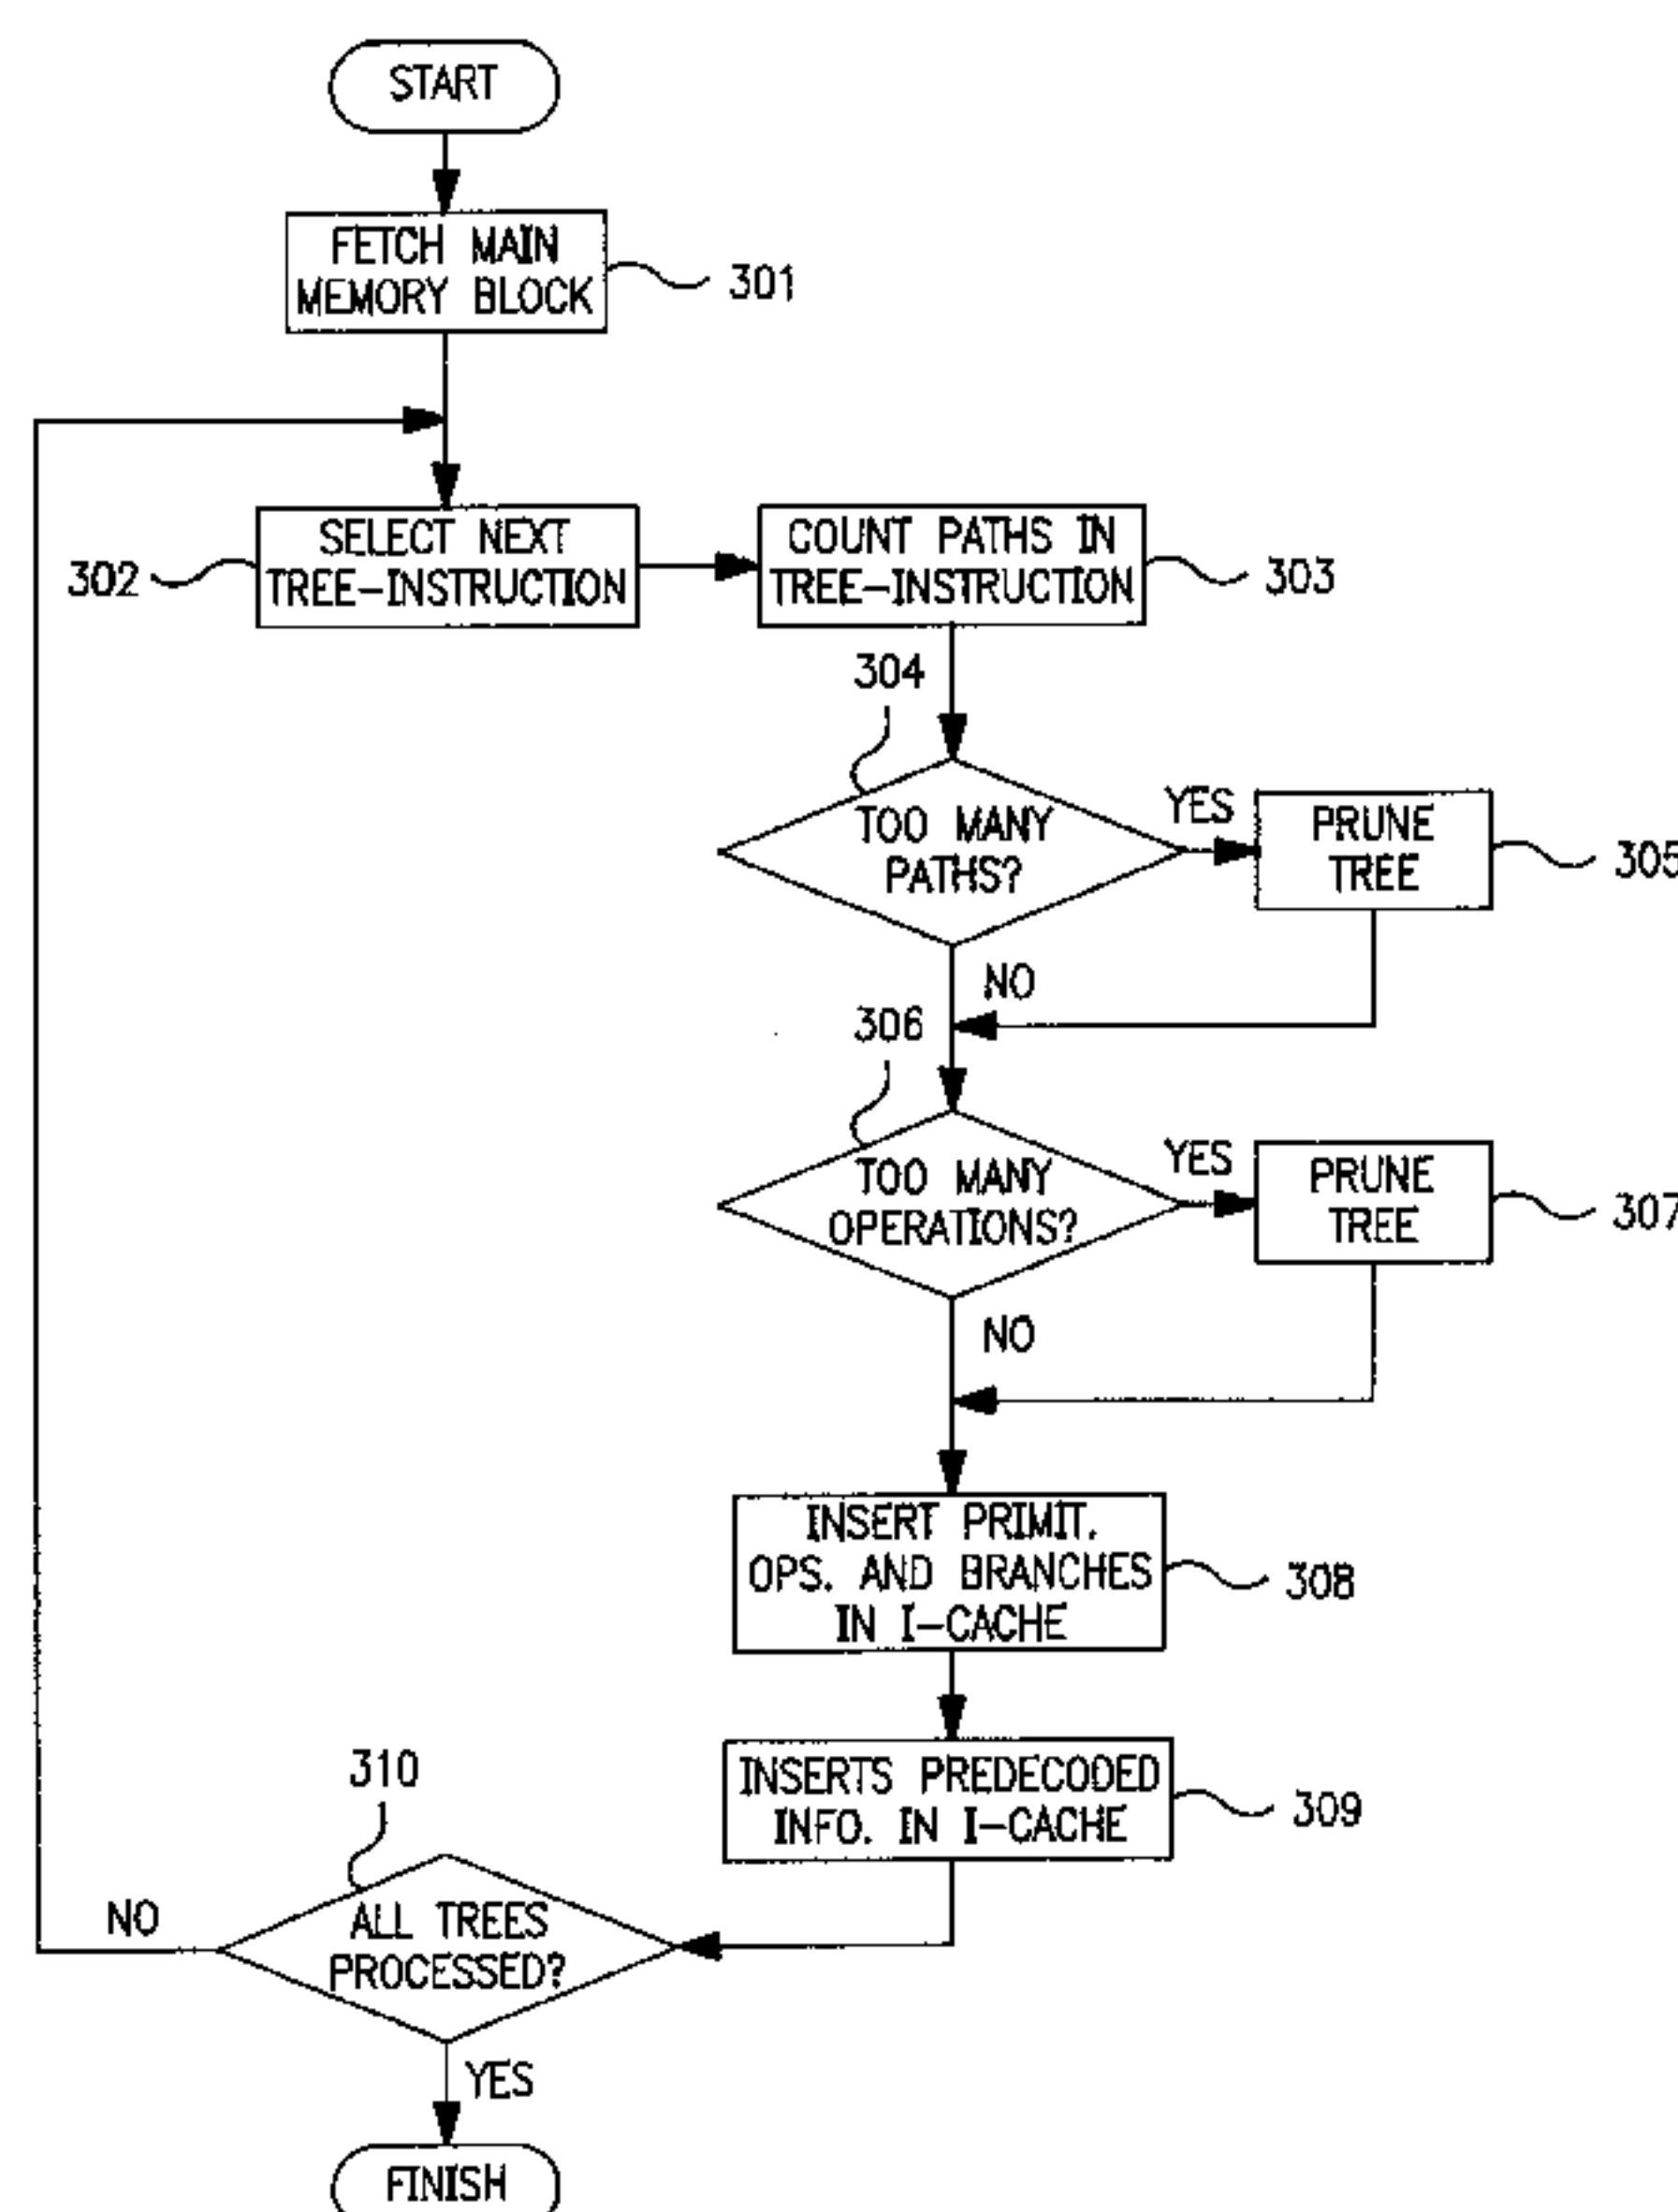 START
FETCH MAIN
MEMORY BLOCK
301
SELECT NEXT
TREE-INSTRUCTION
302
COUNT PATHS IN
TREE-INSTRUCTION
303
304
TOO MANY
PATHS?
YES
PRUNE
TREE
305
NO
306
TOO MANY
OPERATIONS?
YES
PRUNE
TREE
307
NO
INSERT PRIMIT.
OPS. AND BRANCHES
IN I-CACHE
308
INSERTS PREDECODED
INFO. IN I-CACHE
309
310
ALL TREES
PROCESSED?
NO
YES
FINISH